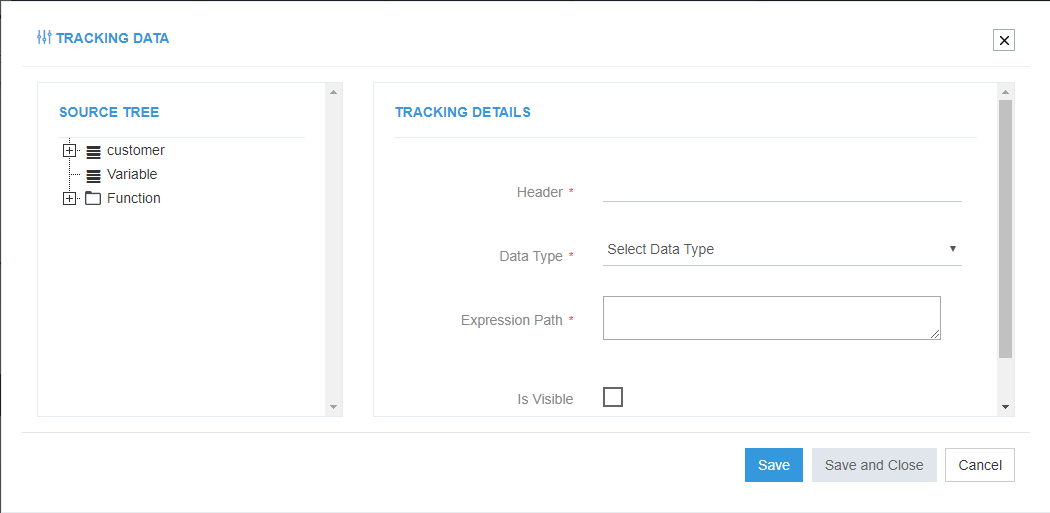 TRACKING DATA
SOURCE TREE
customer
Variable
Function
TRACKING DETAILS
Header *
Data Type * Select Data Type
Expression Path *
Is Visible
Save Save and Close Cancel